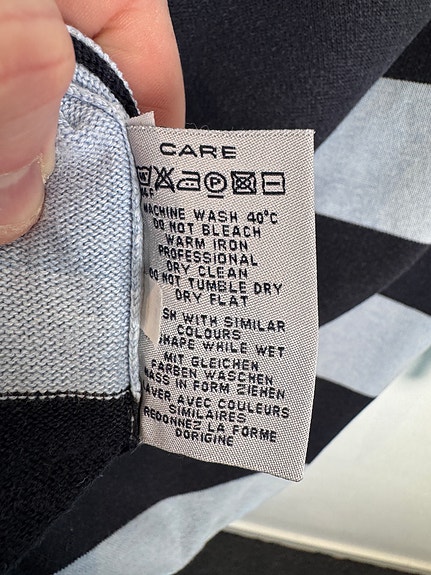 CARE
P
MACHINE WASH 40°C
DO NOT BLEACH
WARM IRON
PROFESSIONAL
DRY CLEAN
DO NOT TUMBLE DRY
DRY FLAT
SH WITH SIMILAR
COLOURS
SHAPE WHILE WET
MIT GLEICHEN
FARBEN WASCHEN
NASS IN FORM ZIEHEN
AVER AVEC COULEURS
SIMILAIRES
REDONNEZ LA FORME
DORIGINE